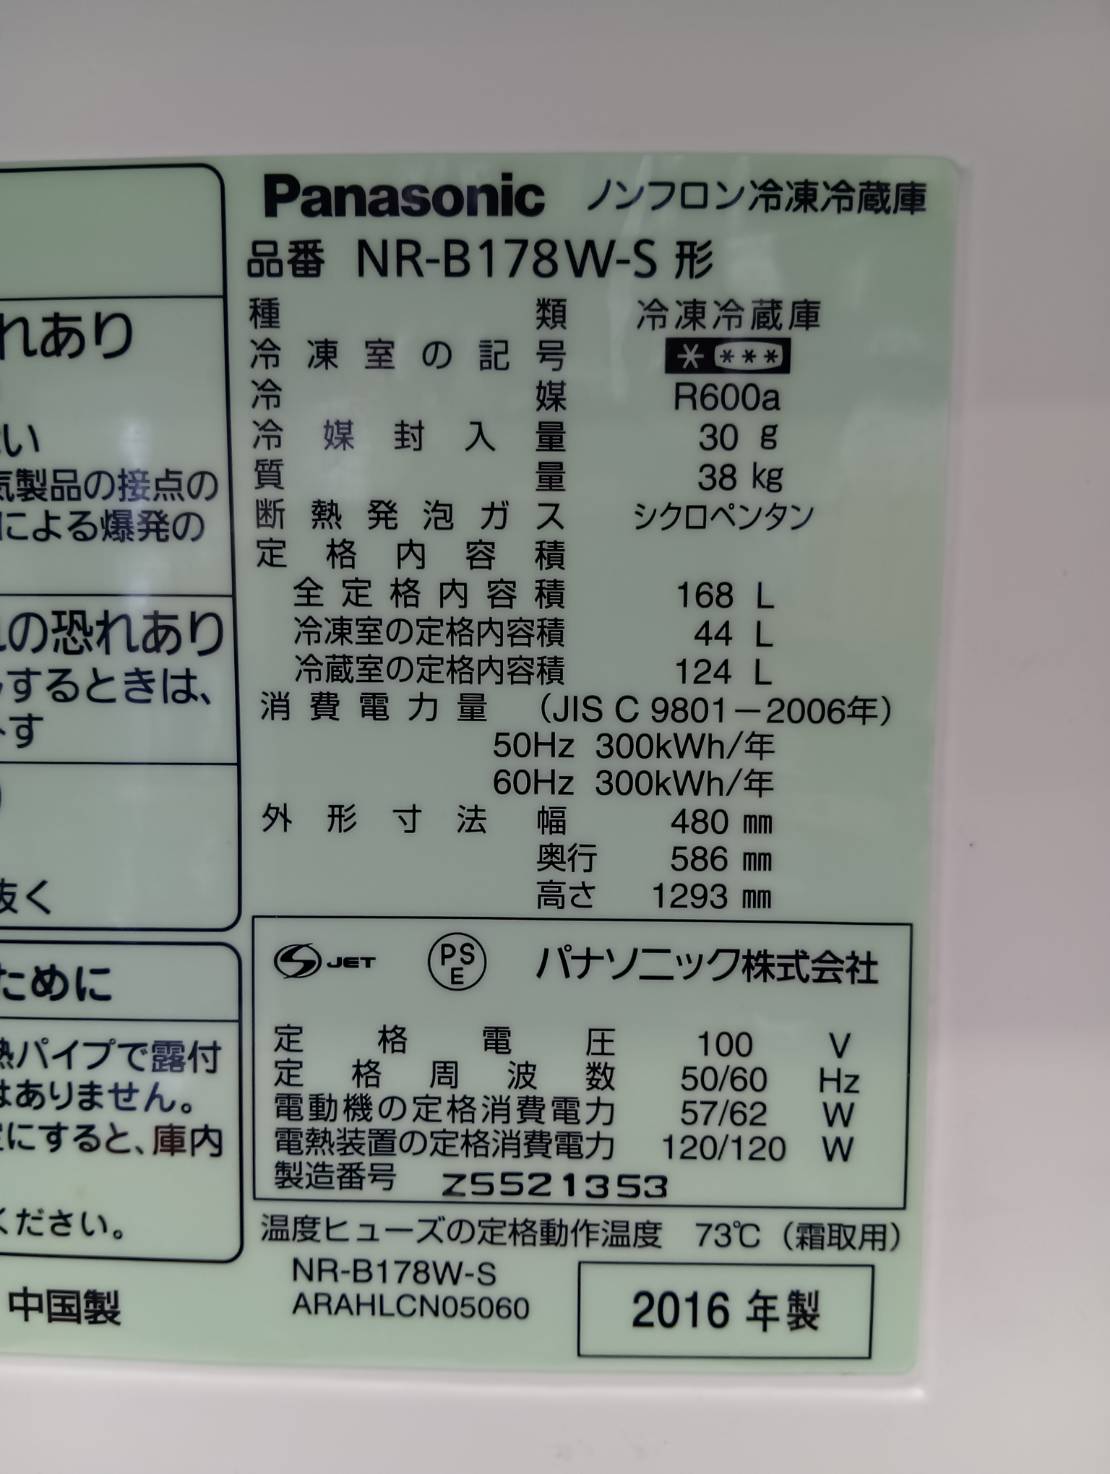 れあり
い
気製品の接点の
による爆発の
の恐れあり
するときは、
す
抜く
ために
熱パイプで露付
はありません。
にすると、庫内
ください。
中国製
Panasonic ノンフロン冷凍冷蔵庫
品番 NR-B178W-S 形
種類 冷凍冷蔵庫
冷凍室の記号 * ***
冷媒 R600a
冷媒封入量 30 g
質量 38 kg
断熱発泡ガス シクロペンタン
定格内容積
全定格内容積 168 L
冷凍室の定格内容積 44 L
冷蔵室の定格内容積 124 L
消費電力量 (JIS C 9801-2006年)
50Hz 300kWh/年
60Hz 300kWh/年
外形寸法 幅 480 mm
奥行 586 mm
高さ 1293 mm
S JET PSE パナソニック株式会社
定格電圧 100 V
定格周波数 50/60 Hz
電動機の定格消費電力 57/62 W
電熱装置の定格消費電力 120/120 W
製造番号 Z5521353
温度ヒューズの定格動作温度 73℃ (霜取用)
NR-B178W-S
ARAHLCN05060
2016 年製